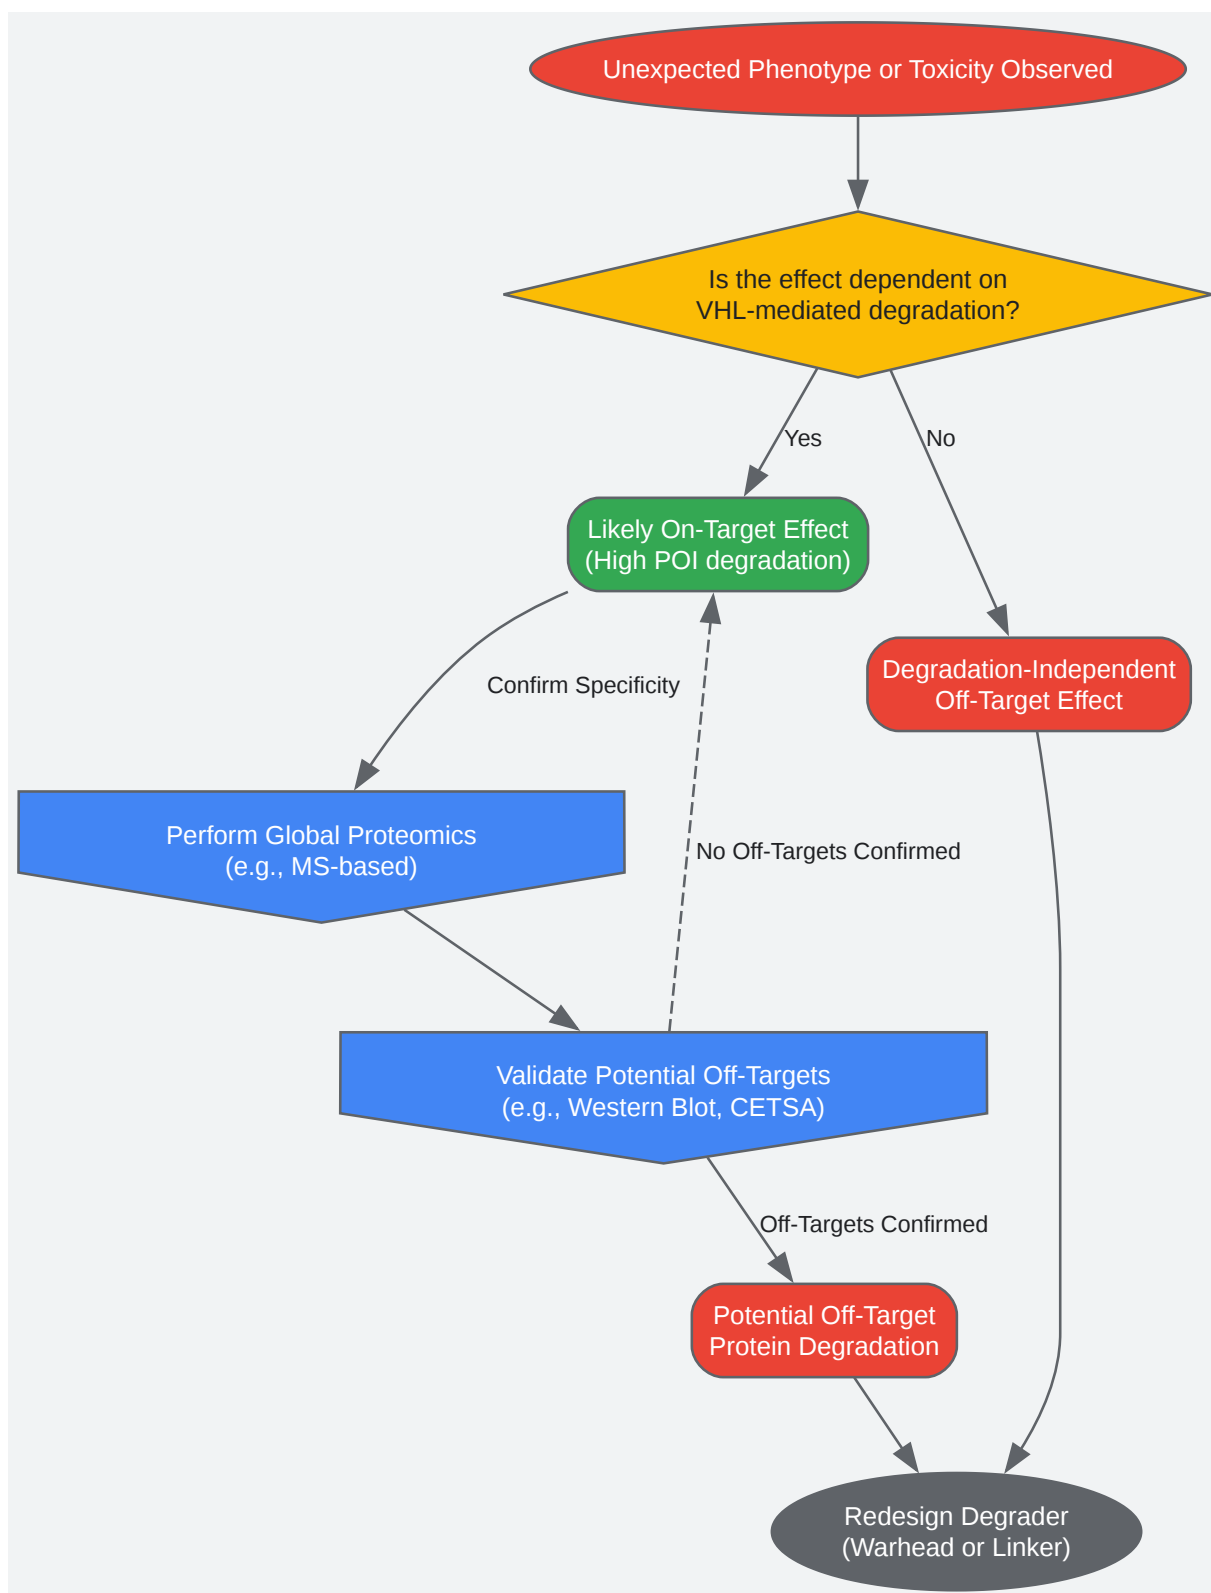 Unexpected Phenotype or Toxicity Observed
Is the effect dependent on
VHL-mediated degradation?
Yes
No
Likely On-Target Effect
(High POI degradation)
Degradation-Independent
Off-Target Effect
Confirm Specificity
Perform Global Proteomics
(e.g., MS-based)
No Off-Targets Confirmed
Validate Potential Off-Targets
(e.g., Western Blot, CETSA)
Off-Targets Confirmed
Potential Off-Target
Protein Degradation
Redesign Degrader
(Warhead or Linker)